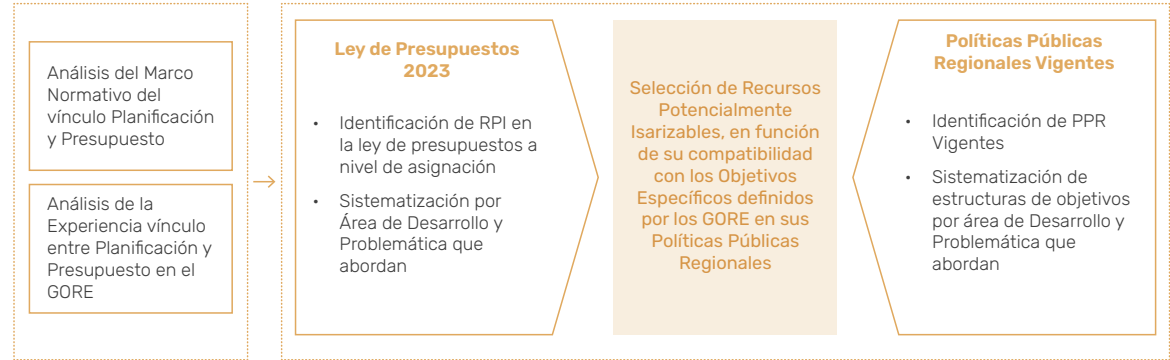 Análisis del Marco
Normativo del
vínculo Planificación
y Presupuesto
Análisis de la
Experiencia vínculo
entre Planificación y
Presupuesto en el
GORE
Ley de Presupuestos
2023
• Identificación de RPI en
la ley de presupuestos a
nivel de asignación
• Sistematización por
Área de Desarrollo y
Problemática que
abordan
Selección de Recursos
Potencialmente
Isarizables, en función
de su compatibilidad
con los Objetivos
Específicos definidos
por los GORE en sus
Políticas Públicas
Regionales
Políticas Públicas
Regionales Vigentes
• Identificación de PPR
Vigentes
• Sistematización de
estructuras de objetivos
por área de Desarrollo y
Problemática que
abordan